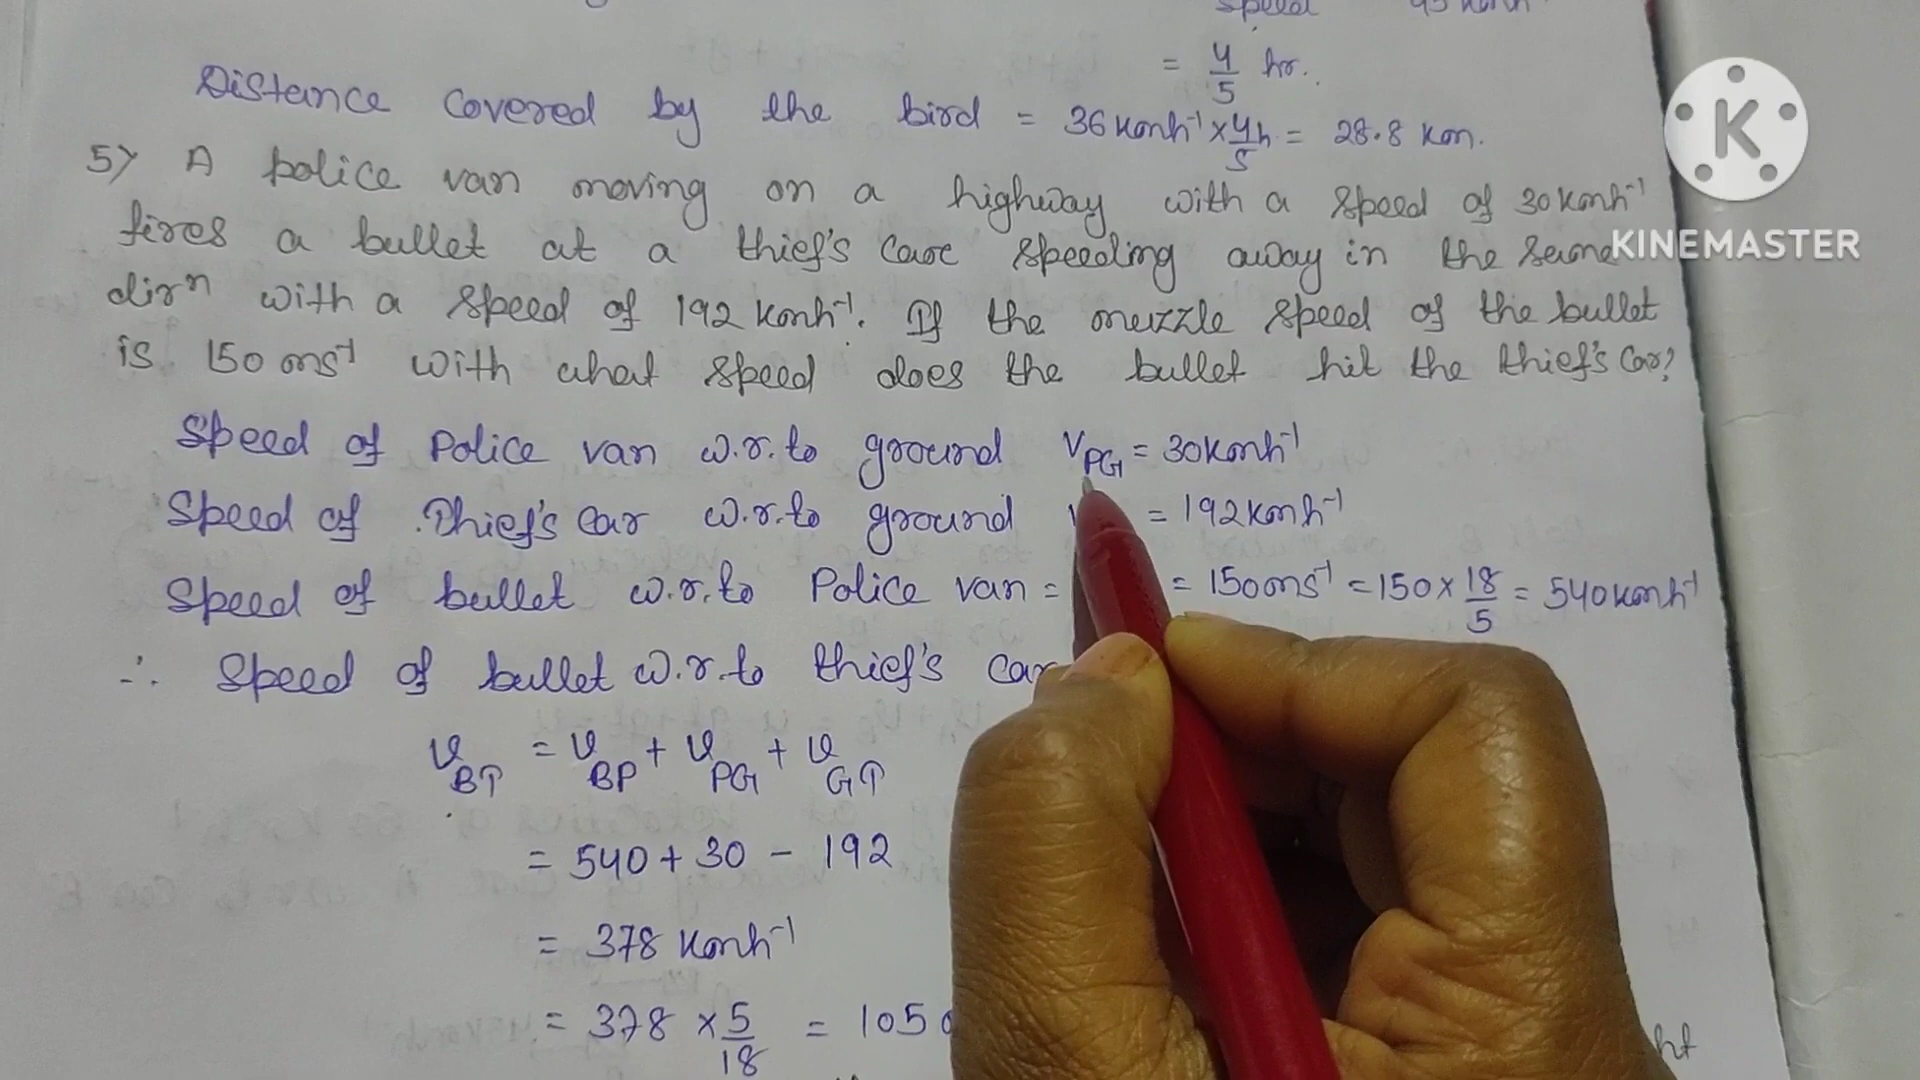 speed 45 kmh
= 4/5 hr.
Distance covered by the bird = 36 kmh⁻¹ × 4/5 h = 28.8 km.
5) A police van moving on a highway with a speed of 30 kmh⁻¹
fires a bullet at a thief's car speeding away in the same
dirⁿ with a speed of 192 kmh⁻¹. If the muzzle speed of the bullet
is 150 ms⁻¹ with what speed does the bullet hit the thief's car?
Speed of Police van w.r.to ground V_PG = 30 kmh⁻¹
Speed of Thief's car w.r.to ground = 192 kmh⁻¹
Speed of bullet w.r.to Police van = = 150 ms⁻¹ = 150 × 18/5 = 540 kmh⁻¹
∴ Speed of bullet w.r.to thief's car
V_BT = V_BP + V_PG + V_GT
= 540 + 30 - 192
= 378 kmh⁻¹
= 378 × 5/18 = 105
K
KINEMASTER